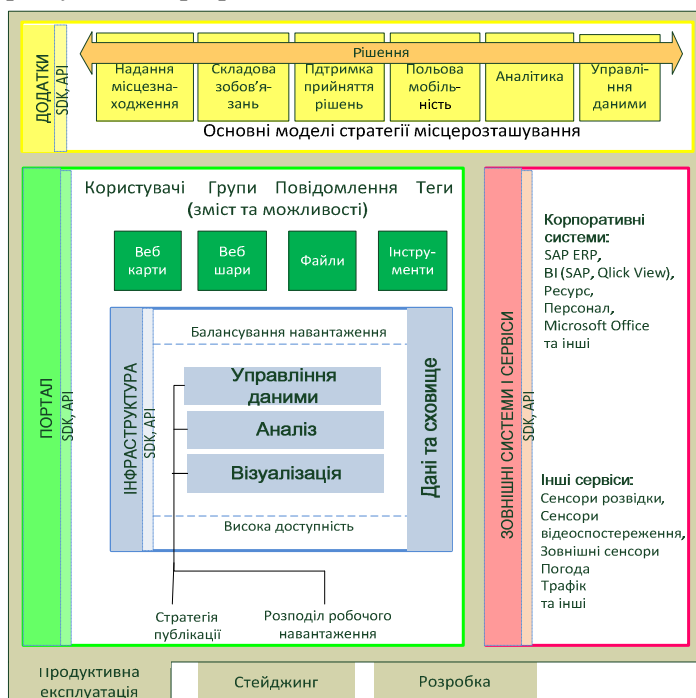 ДОДАТКИ
SDK, API
Рішення
Надання
місцезна-
ходження
Складова
зобов’я-
зань
Пдтримка
прийняття
рішень
Польова
мобіль-
ність
Аналітика
Управлі-
ння
даними
Основні моделі стратегії місцерозташування
ПОРТАЛ
SDK, API
Користувачі Групи Повідомлення Теги
(зміст та можливості)
Веб
карти
Веб
шари
Файли
Інстру-
менти
ІНФРАСТРУКТУРА
SDK, API
Балансування навантаження
Управління
даними
Аналіз
Візуалізація
Висока доступність
Дані та сховище
Стратегія
публікації
Розподіл робочого
навантаження
ЗОВНІШНІ СИСТЕМИ І СЕРВІСИ
SDK, API
Корпоративні
системи:
SAP ERP,
BI (SAP, Qlick View),
Ресурс,
Персонал,
Microsoft Office
та інші
Інші сервіси:
Сенсори розвідки,
Сенсори
відеоспостереження,
Зовнішні сенсори
Погода
Трафік
та інші
Продуктивна
експлуатація
Стейджинг
Розробка